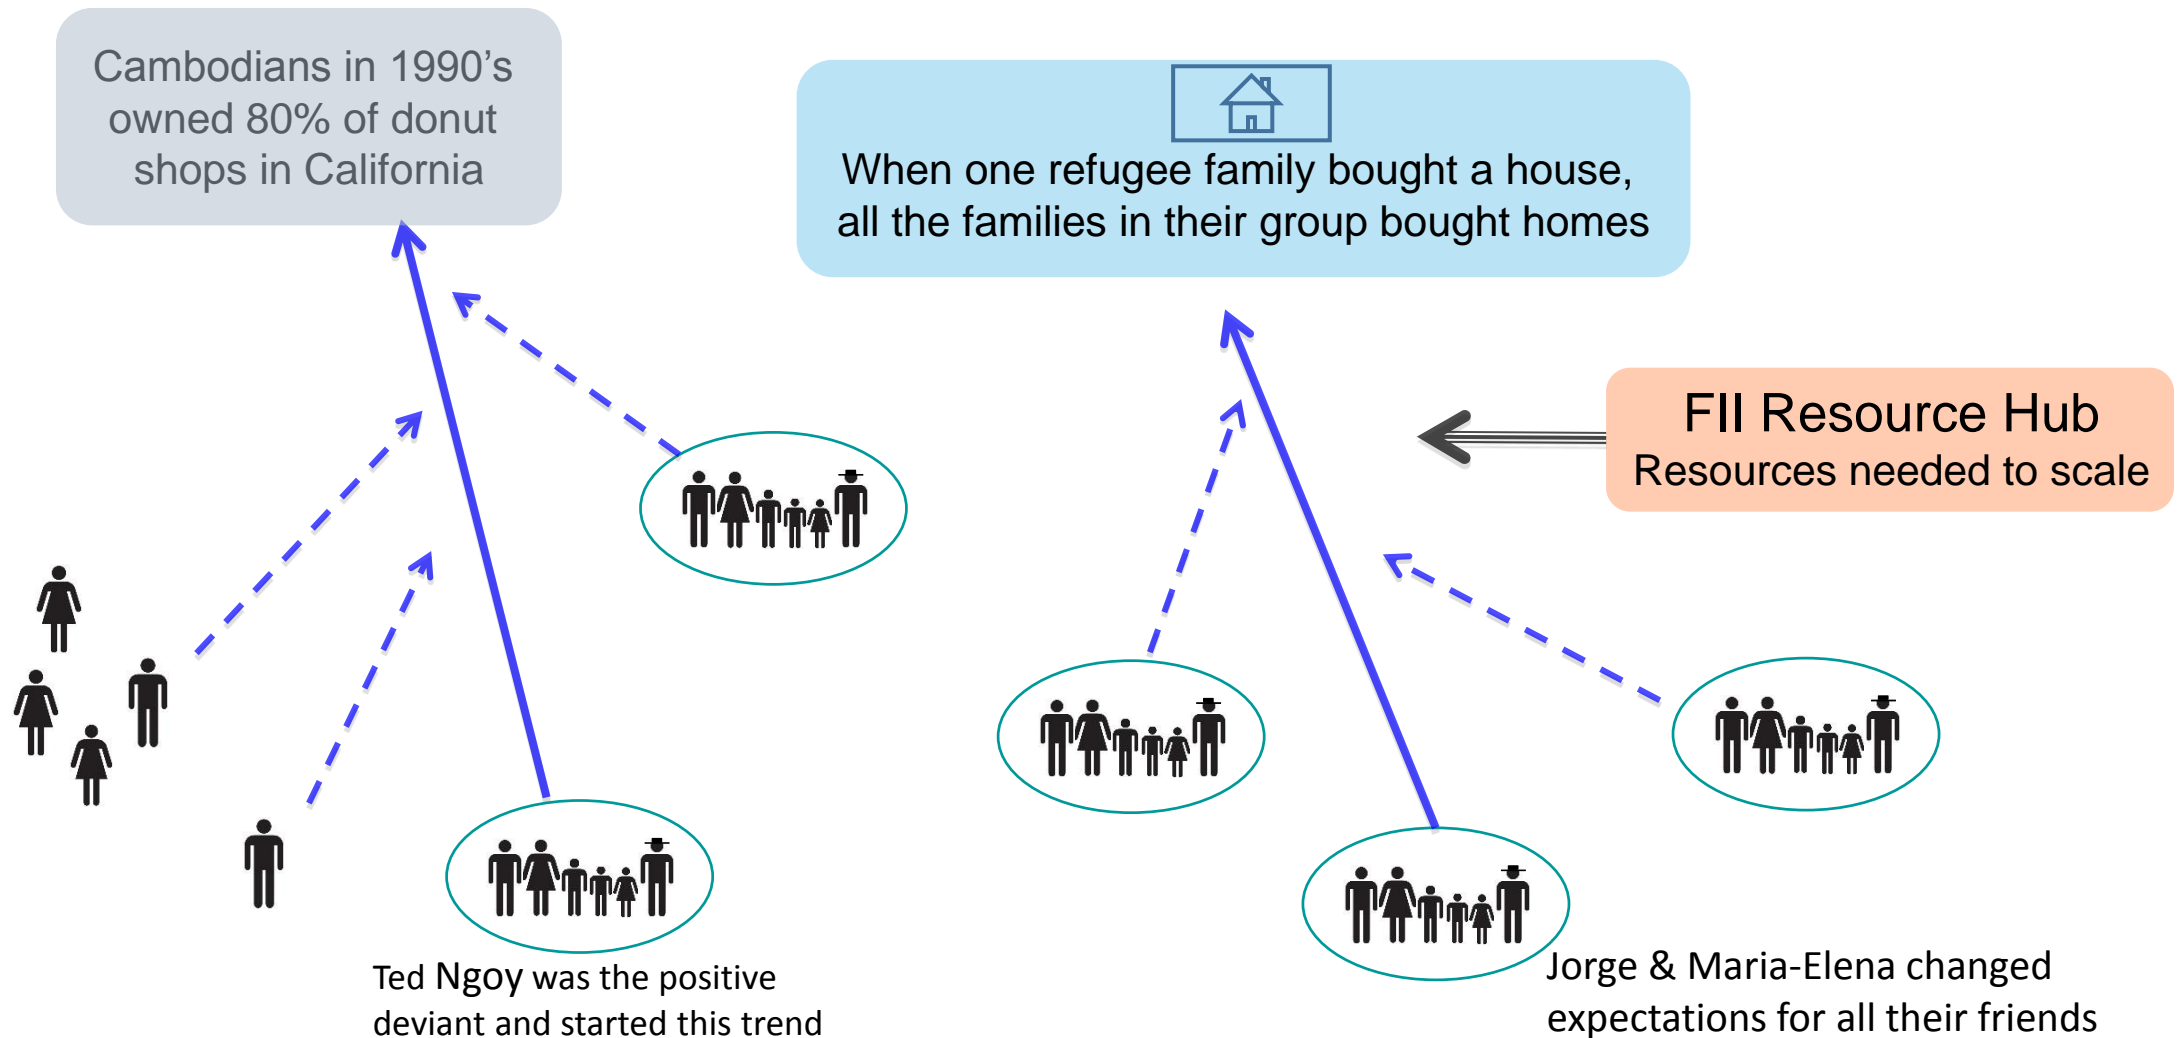 Cambodians in 1990’s
owned 80% of donut
shops in California
When one refugee family bought a house,
all the families in their group bought homes
FII Resource Hub
Resources needed to scale
Ted Ngoy was the positive
deviant and started this trend
Jorge & Maria-Elena changed
expectations for all their friends